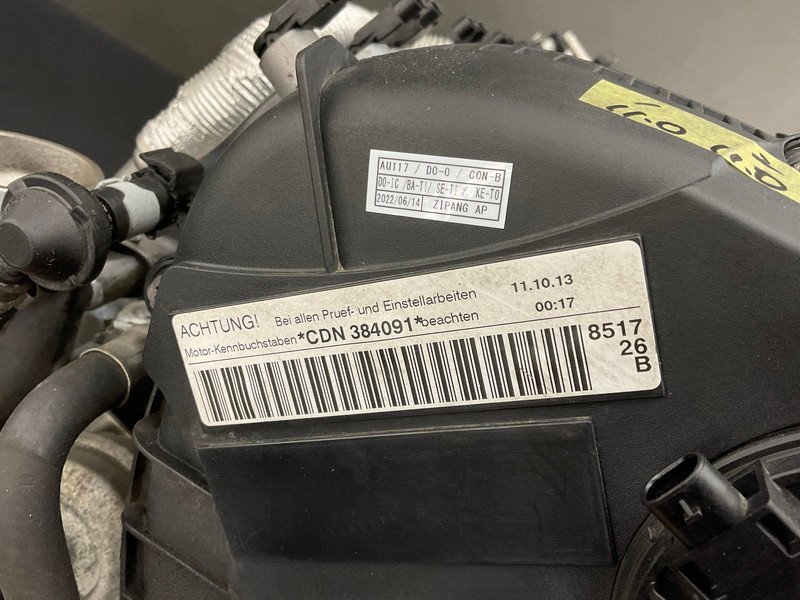 AU117 / DO-0 / CON-B
DO-IC /BA-T1/ SE-T1 / KE-T0
2022/06/14 ZIPANG AP
ACHTUNG! Bei allen Pruef- und Einstellarbeiten 11.10.13
Motor-Kennbuchstaben *CDN 384091* beachten 00:17
8517
26
B